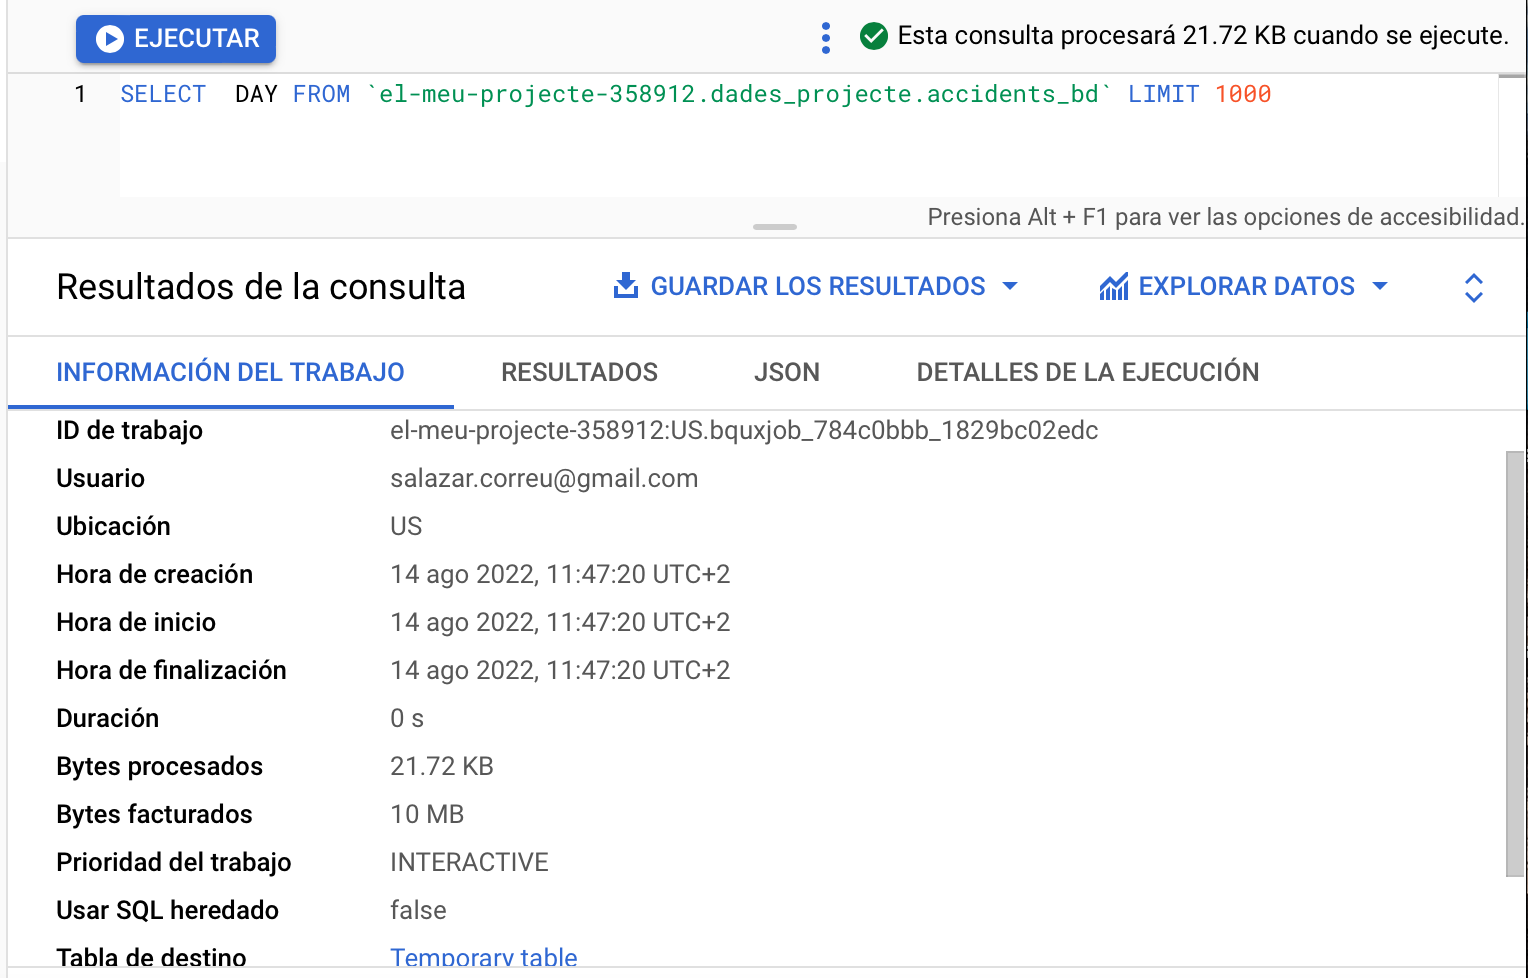 EJECUTAR
Esta consulta procesará 21.72 KB cuando se ejecute.
1 SELECT  DAY FROM `el-meu-projecte-358912.dades_projecte.accidents_bd` LIMIT 1000
Presiona Alt + F1 para ver las opciones de accesibilidad.
Resultados de la consulta
GUARDAR LOS RESULTADOS
EXPLORAR DATOS
INFORMACIÓN DEL TRABAJO RESULTADOS JSON DETALLES DE LA EJECUCIÓN
ID de trabajo el-meu-projecte-358912:US.bquxjob_784c0bbb_1829bc02edc
Usuario salazar.correu@gmail.com
Ubicación US
Hora de creación 14 ago 2022, 11:47:20 UTC+2
Hora de inicio 14 ago 2022, 11:47:20 UTC+2
Hora de finalización 14 ago 2022, 11:47:20 UTC+2
Duración 0 s
Bytes procesados 21.72 KB
Bytes facturados 10 MB
Prioridad del trabajo INTERACTIVE
Usar SQL heredado false
Tabla de destino Temporary table